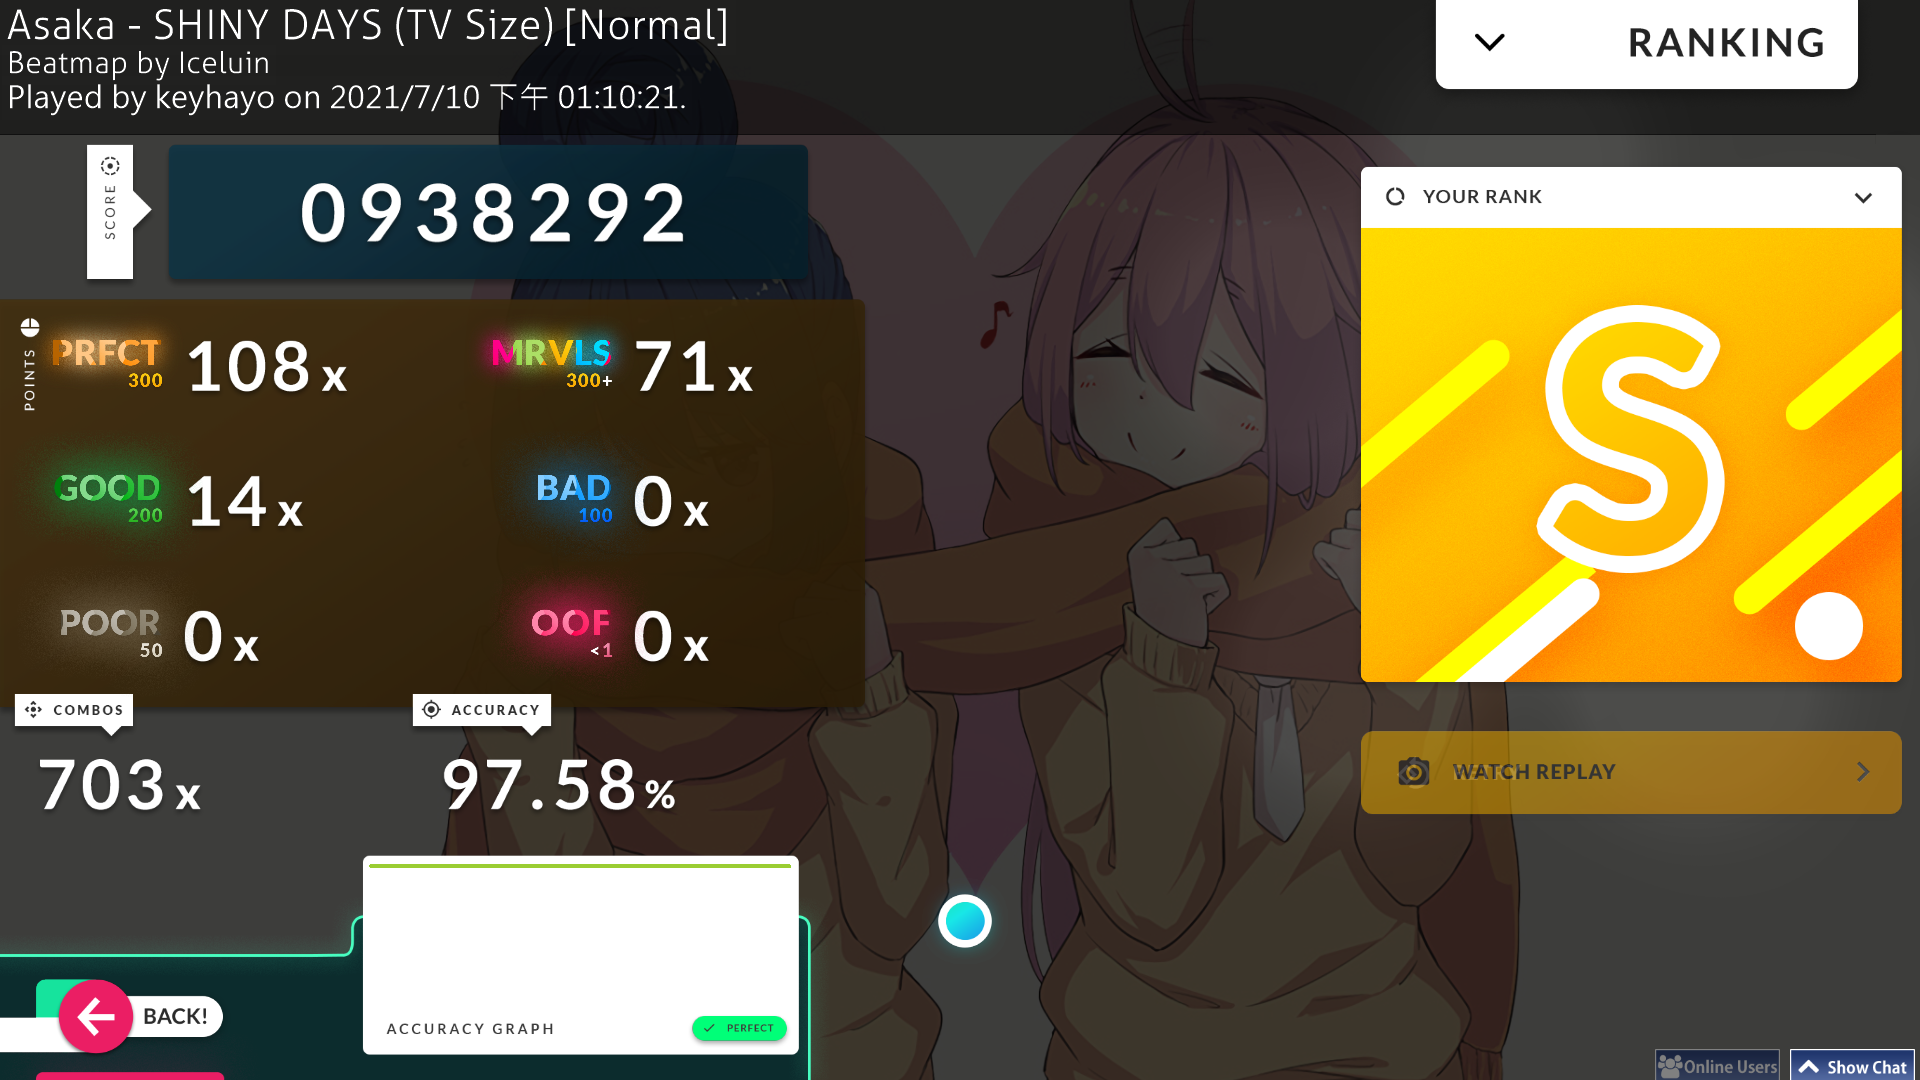 Asaka - SHINY DAYS (TV Size) [Normal]
Beatmap by Iceluin
Played by keyhayo on 2021/7/10 下午 01:10:21.
RANKING
SCORE
0938292
YOUR RANK
S
POINTS
PRFCT 300 108x
MRVLS 300+ 71x
GOOD 200 14x
BAD 100 0x
POOR 50 0x
OOF <1 0x
COMBOS
703x
ACCURACY
97.58%
WATCH REPLAY
ACCURACY GRAPH
PERFECT
BACK!
Online Users
Show Chat